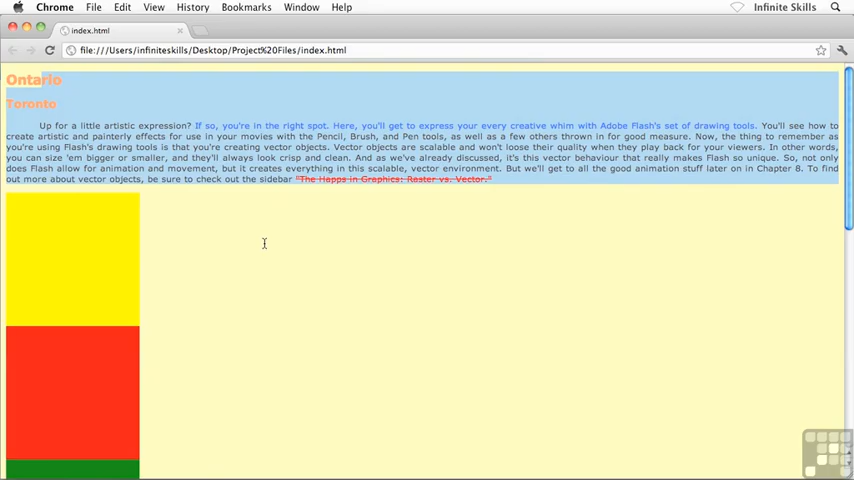 Chrome File Edit View History Bookmarks Window Help Infinite Skills
index.html
file:///Users/infiniteskills/Desktop/Project%20Files/index.html
Ontario
Toronto
Up for a little artistic expression? If so, you're in the right spot. Here, you'll get to express your every creative whim with Adobe Flash's set of drawing tools. You'll see how to
create artistic and painterly effects for use in your movies with the Pencil, Brush, and Pen tools, as well as a few others thrown in for good measure. Now, the thing to remember as
you're using Flash's drawing tools is that you're creating vector objects. Vector objects are scalable and won't loose their quality when they play back for your viewers. In other words,
you can size 'em bigger or smaller, and they'll always look crisp and clean. And as we've already discussed, it's this vector behaviour that really makes Flash so unique. So, not only
does Flash allow for animation and movement, but it creates everything in this scalable, vector environment. But we'll get to all the good animation stuff later on in Chapter 8. To find
out more about vector objects, be sure to check out the sidebar "The Happs in Graphics: Raster vs. Vector."